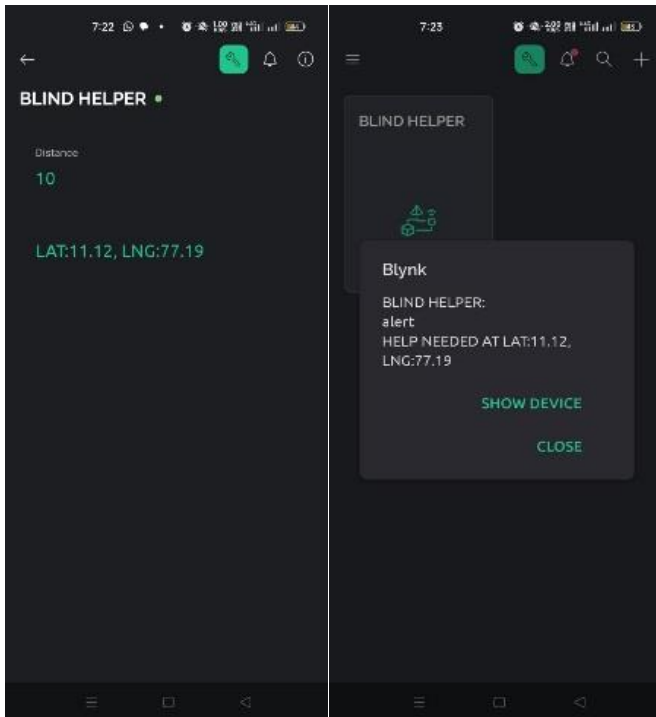 7:22
BLIND HELPER
Distance
10
LAT:11.12, LNG:77.19
7:23
BLIND HELPER
Blynk
BLIND HELPER:
alert
HELP NEEDED AT LAT:11.12,
LNG:77.19
SHOW DEVICE
CLOSE